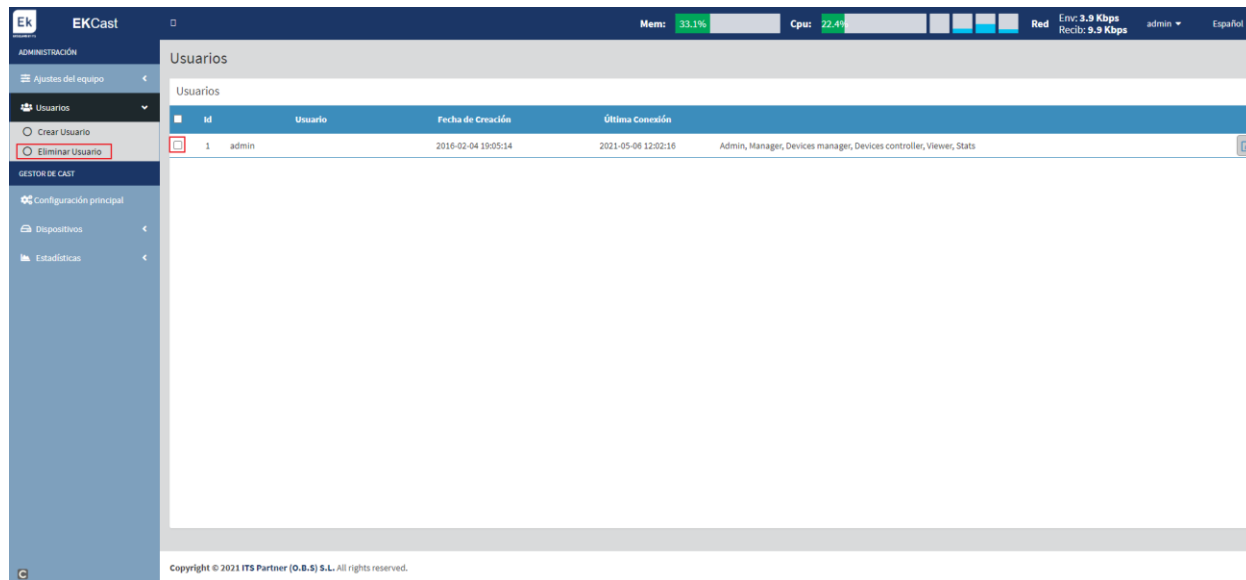 Ek EKCast Mem: 33.1% Cpu: 22.4% Red Env: 3.9 Kbps Recib: 9.9 Kbps admin Español
ADMINISTRACIÓN
Ajustes del equipo
Usuarios
Crear Usuario
Eliminar Usuario
GESTOR DE CAST
Configuración principal
Dispositivos
Estadísticas
Usuarios
Usuarios
Id Usuario Fecha de Creación Última Conexión
1 admin 2016-02-04 19:05:14 2021-05-06 12:02:16 Admin, Manager, Devices manager, Devices controller, Viewer, Stats
Copyright © 2021 ITS Partner (O.B.S) S.L. All rights reserved.